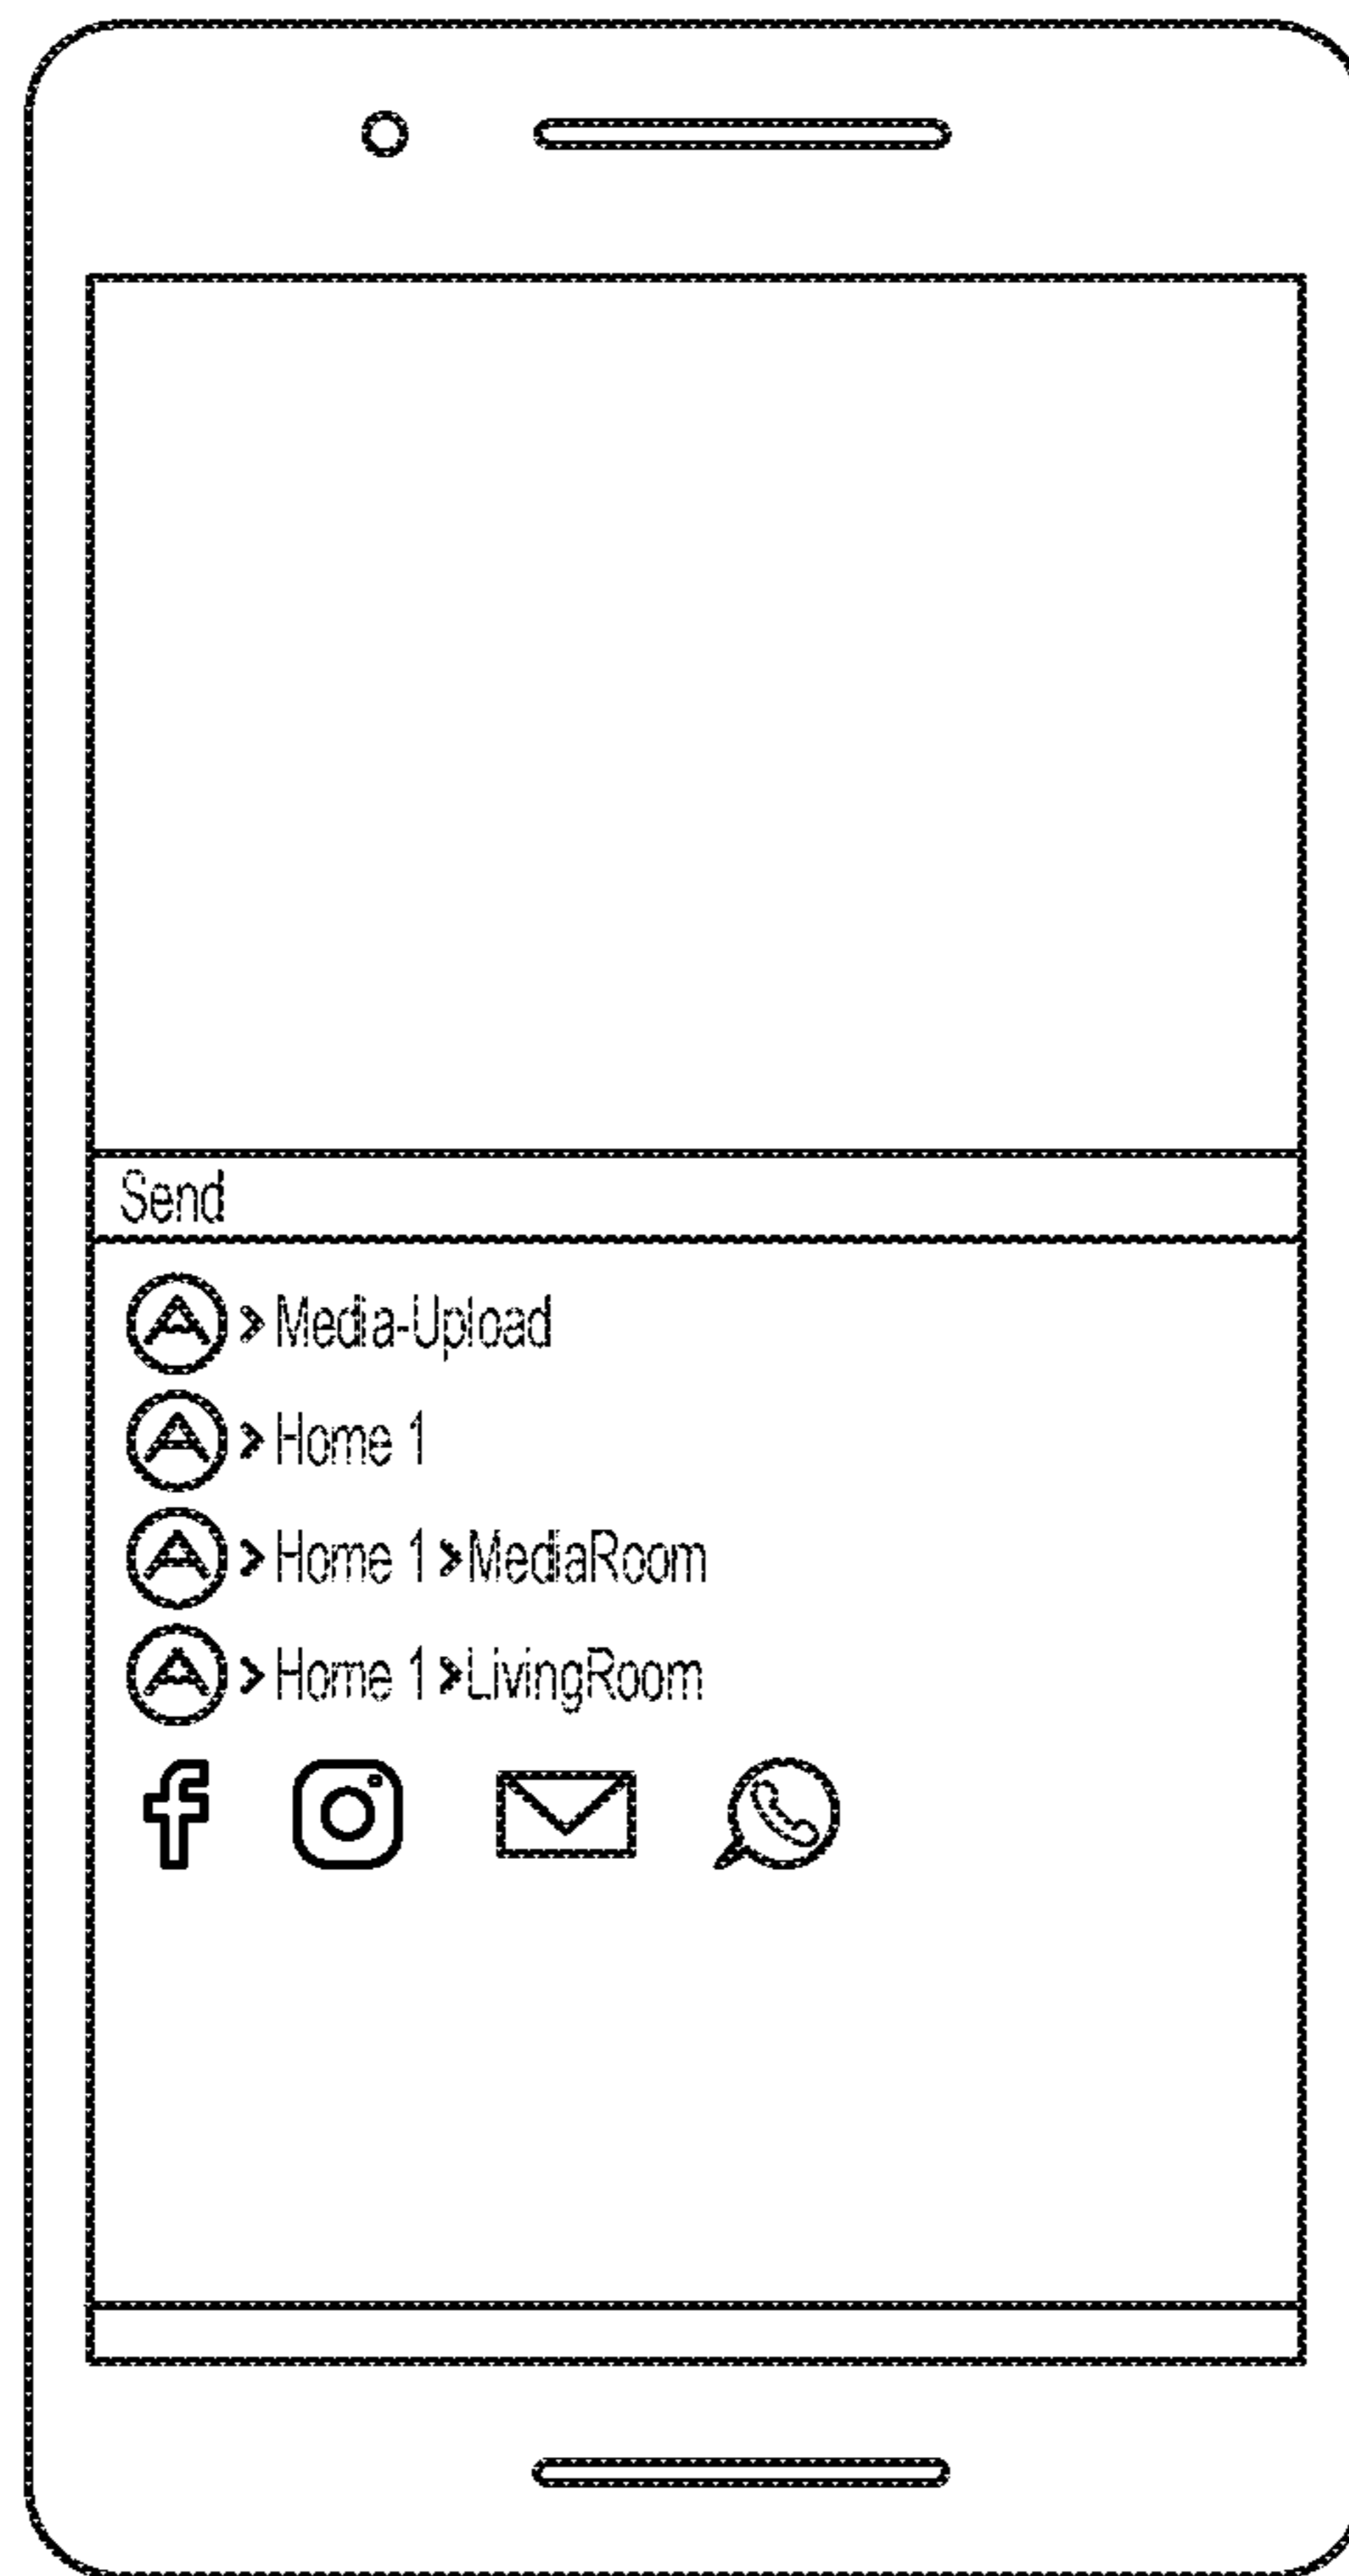 Send
A > Media-Upload
A > Home 1
A > Home 1 > MediaRoom
A > Home 1 > LivingRoom
f